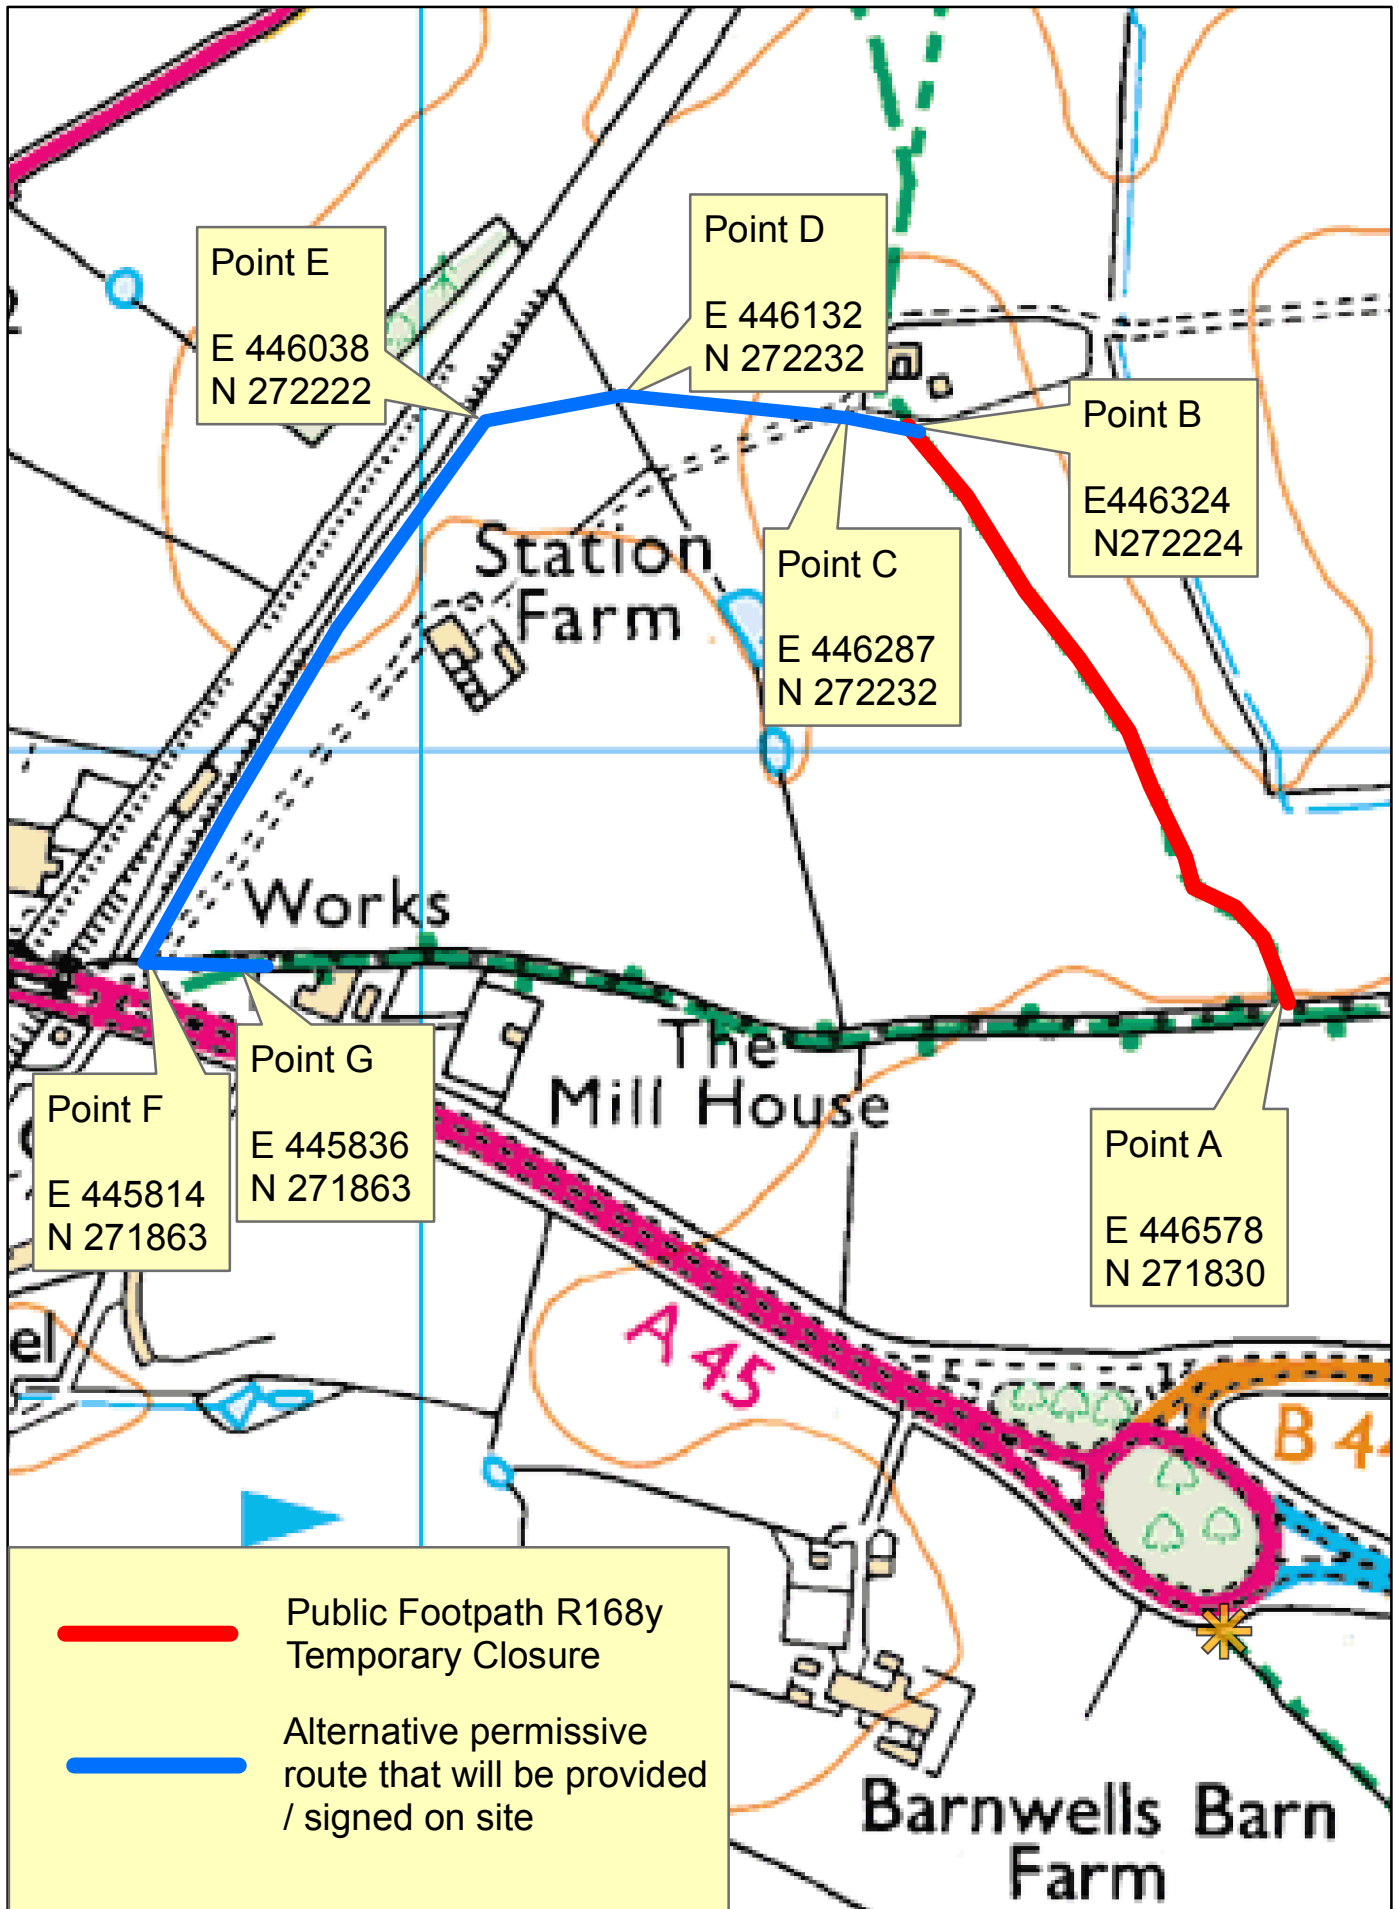 Point E
E 446038
N 272222
Point D
E 446132
N 272232
Point B
E446324
N272224
Point C
E 446287
N 272232
Station
Farm
Works
The
Mill House
Point G
E 445836
N 271863
Point F
E 445814
N 271863
Point A
E 446578
N 271830
A 45
el
B 44
Public Footpath R168y
Temporary Closure
Alternative permissive
route that will be provided
/ signed on site
Barnwells Barn
Farm